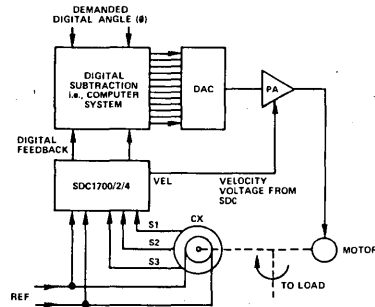 DEMANDED
DIGITAL ANGLE (θ)
DIGITAL
SUBTRACTION
i.e., COMPUTER
SYSTEM
DAC
PA
DIGITAL
FEEDBACK
SDC1700/2/4
VEL
VELOCITY
VOLTAGE FROM
SDC
S1
CX
S2
S3
MOTOR
TO LOAD
REF